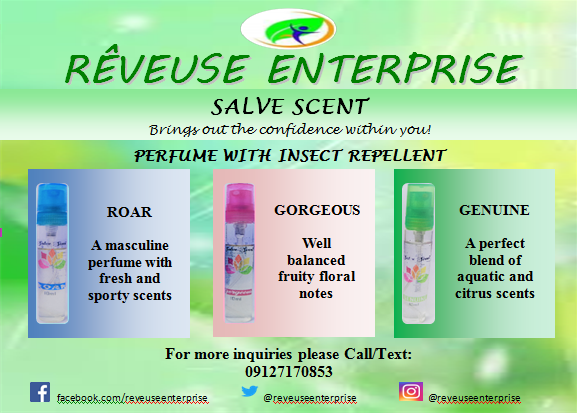 RÊVEUSE ENTERPRISE
SALVE SCENT
Brings out the confidence within you!
PERFUME WITH INSECT REPELLENT
ROAR
A masculine
perfume with
fresh and
sporty scents
ROAR
GORGEOUS
Well
balanced
fruity floral
notes
GENUINE
A perfect
blend of
aquatic and
citrus scents
For more inquiries please Call/Text:
09127170853
facebook.com/reveuseenterprise
@reveuseenterprise
@reveuseenterprise